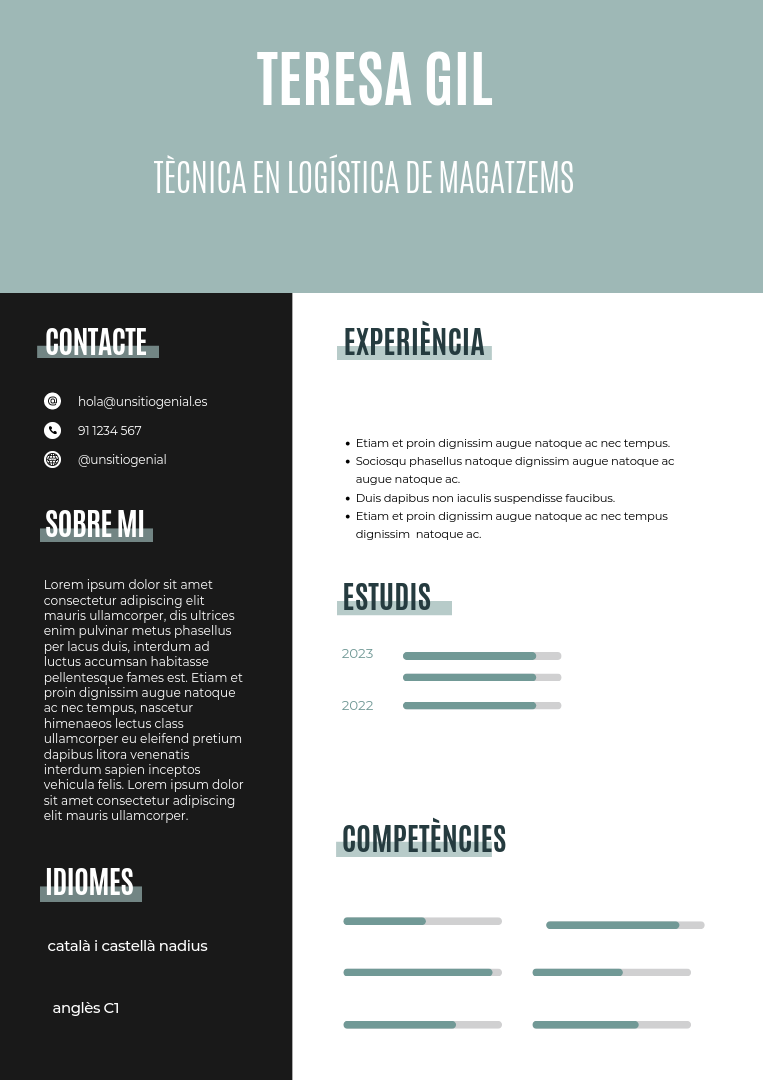 TERESA GIL
TÈCNICA EN LOGÍSTICA DE MAGATZEMS
CONTACTE
hola@unsitiogenial.es
91 1234 567
@unsitiogenial
SOBRE MI
Lorem ipsum dolor sit amet
consectetur adipiscing elit
mauris ullamcorper, dis ultrices
enim pulvinar metus phasellus
per lacus duis, interdum ad
luctus accumsan habitasse
pellentesque fames est. Etiam et
proin dignissim augue natoque
ac nec tempus, nascetur
himenaeos lectus class
ullamcorper eu eleifend pretium
dapibus litora venenatis
interdum sapien inceptos
vehicula felis. Lorem ipsum dolor
sit amet consectetur adipiscing
elit mauris ullamcorper.
IDIOMES
català i castellà nadius
anglès C1
EXPERIÈNCIA
• Etiam et proin dignissim augue natoque ac nec tempus.
• Sociosqu phasellus natoque dignissim augue natoque ac
augue natoque ac.
• Duis dapibus non iaculis suspendisse faucibus.
• Etiam et proin dignissim augue natoque ac nec tempus
dignissim natoque ac.
ESTUDIS
2023
2022
COMPETÈNCIES